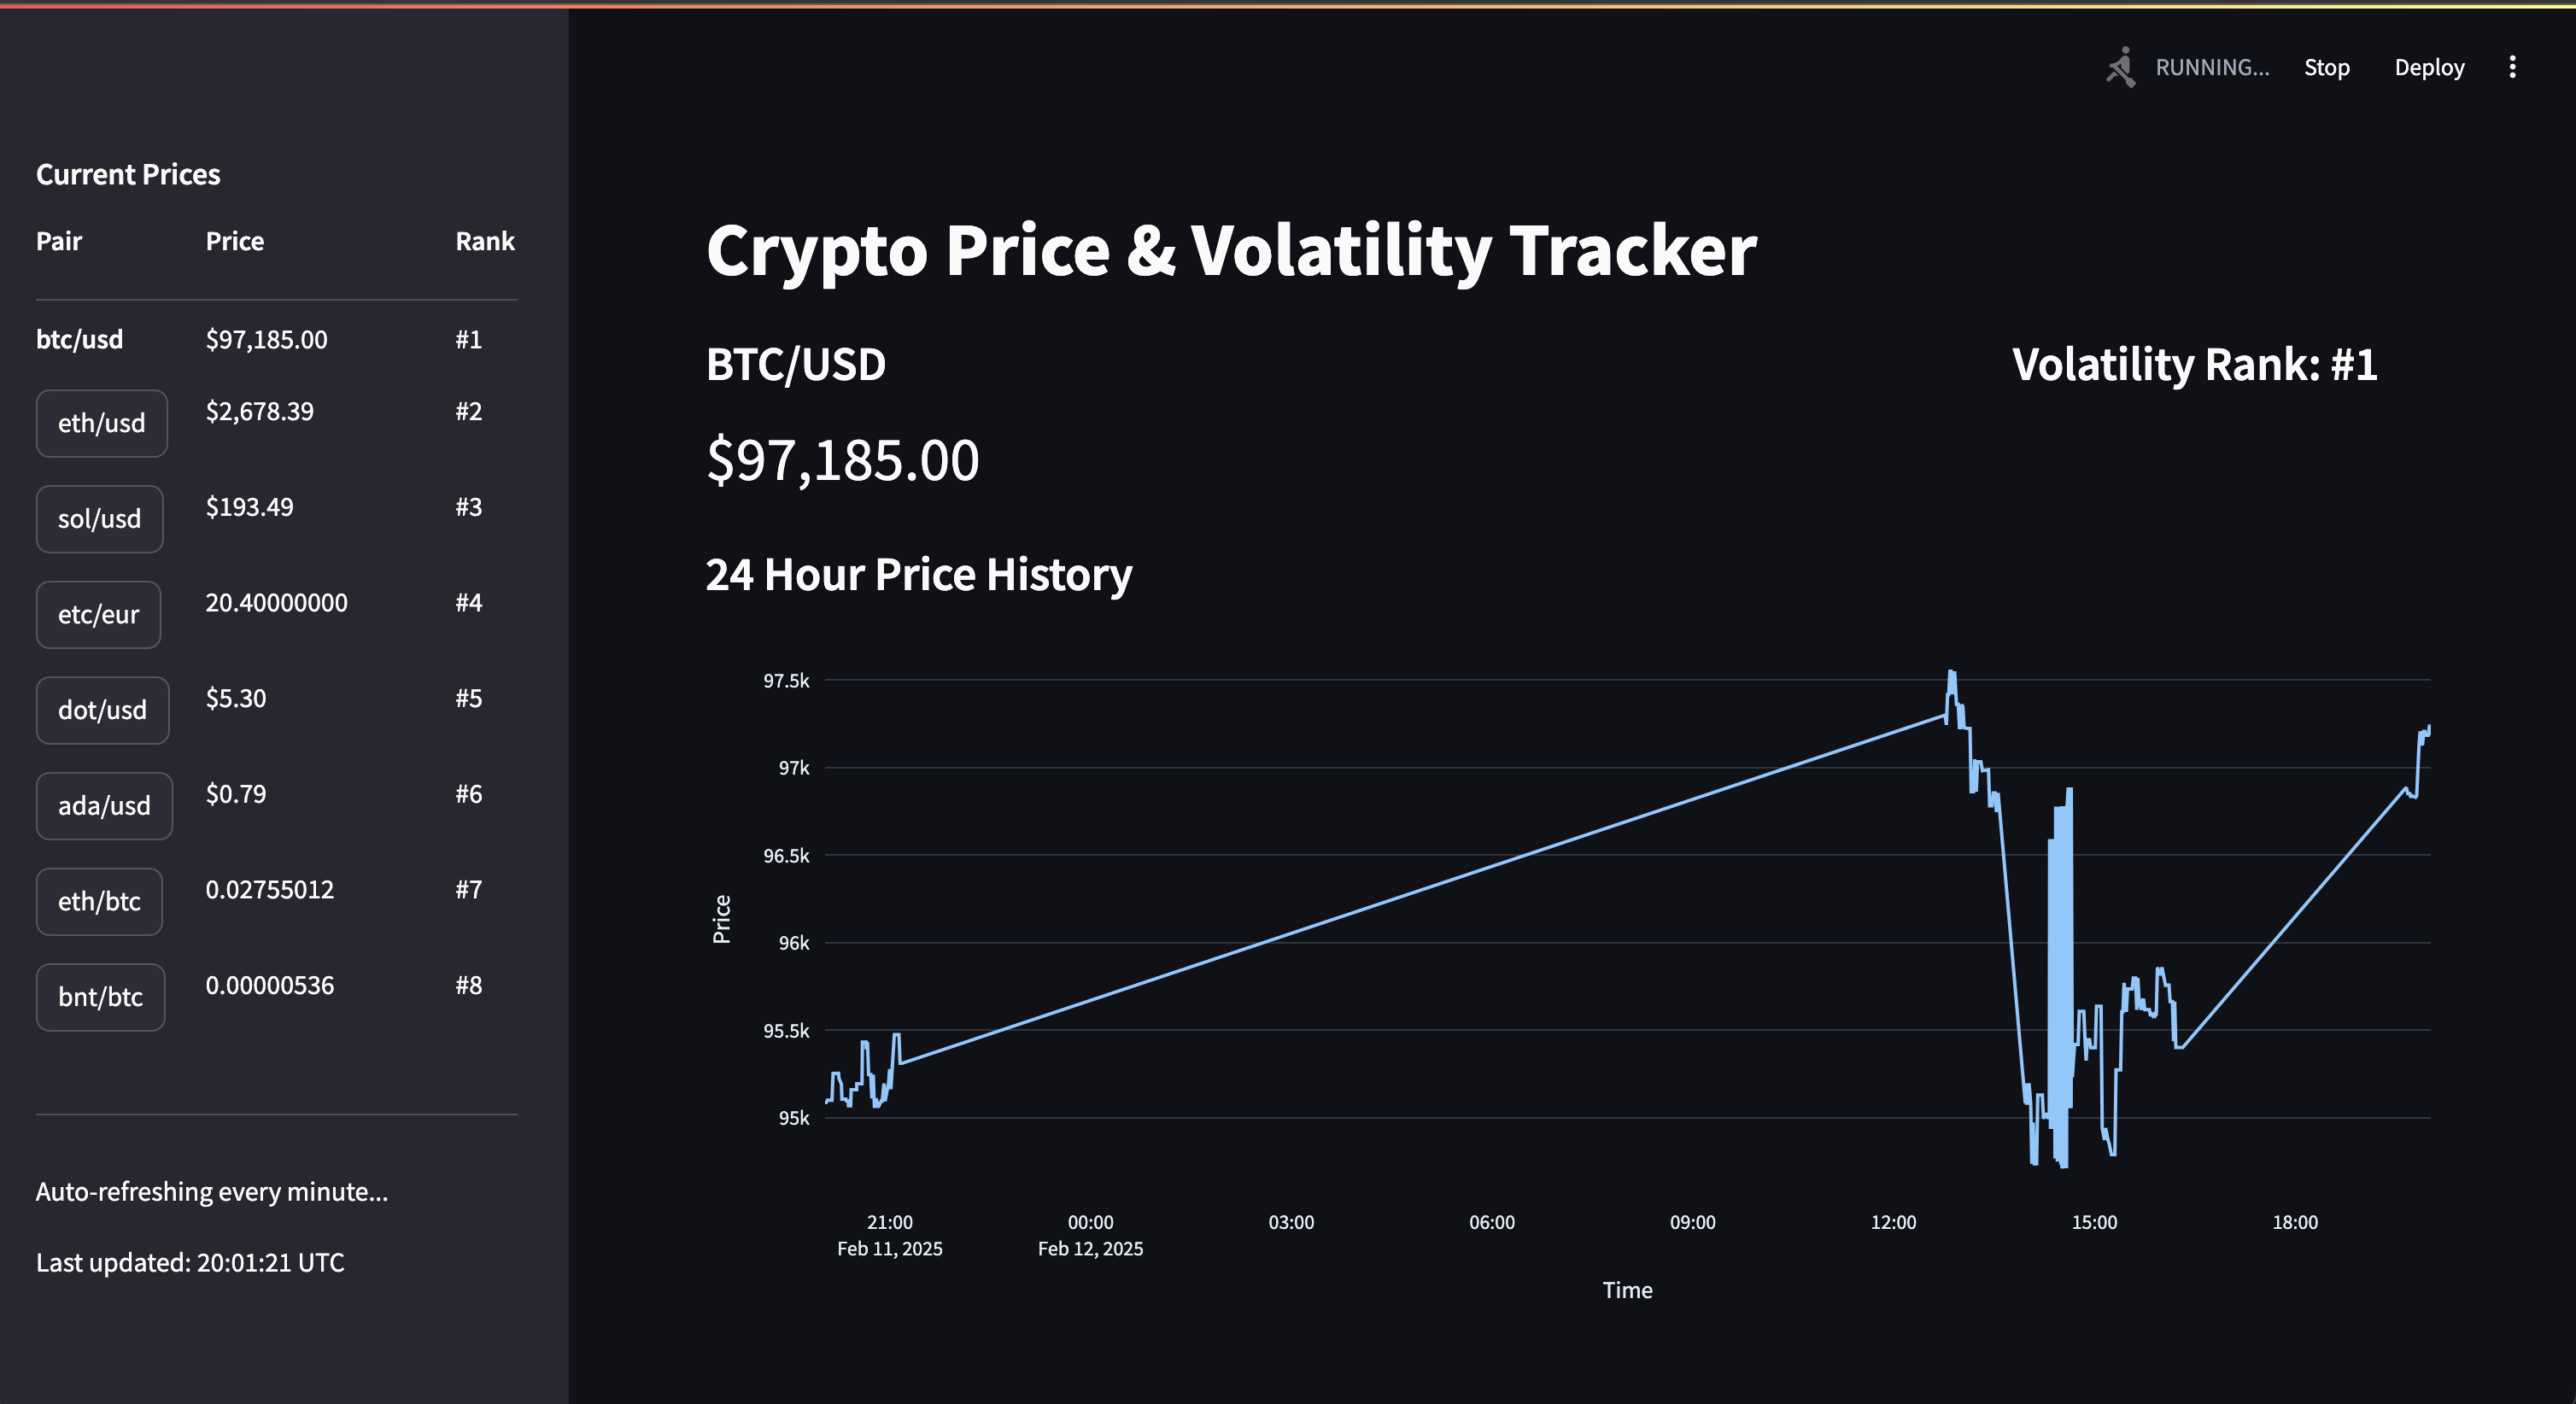 RUNNING... Stop Deploy
Current Prices
Pair Price Rank
btc/usd $97,185.00 #1
eth/usd $2,678.39 #2
sol/usd $193.49 #3
etc/eur 20.40000000 #4
dot/usd $5.30 #5
ada/usd $0.79 #6
eth/btc 0.02755012 #7
bnt/btc 0.00000536 #8
Auto-refreshing every minute...
Last updated: 20:01:21 UTC
Crypto Price & Volatility Tracker
BTC/USD Volatility Rank: #1
$97,185.00
24 Hour Price History
97.5k
97k
96.5k
96k
95.5k
95k
Price
21:00 00:00 03:00 06:00 09:00 12:00 15:00 18:00
Feb 11, 2025 Feb 12, 2025
Time